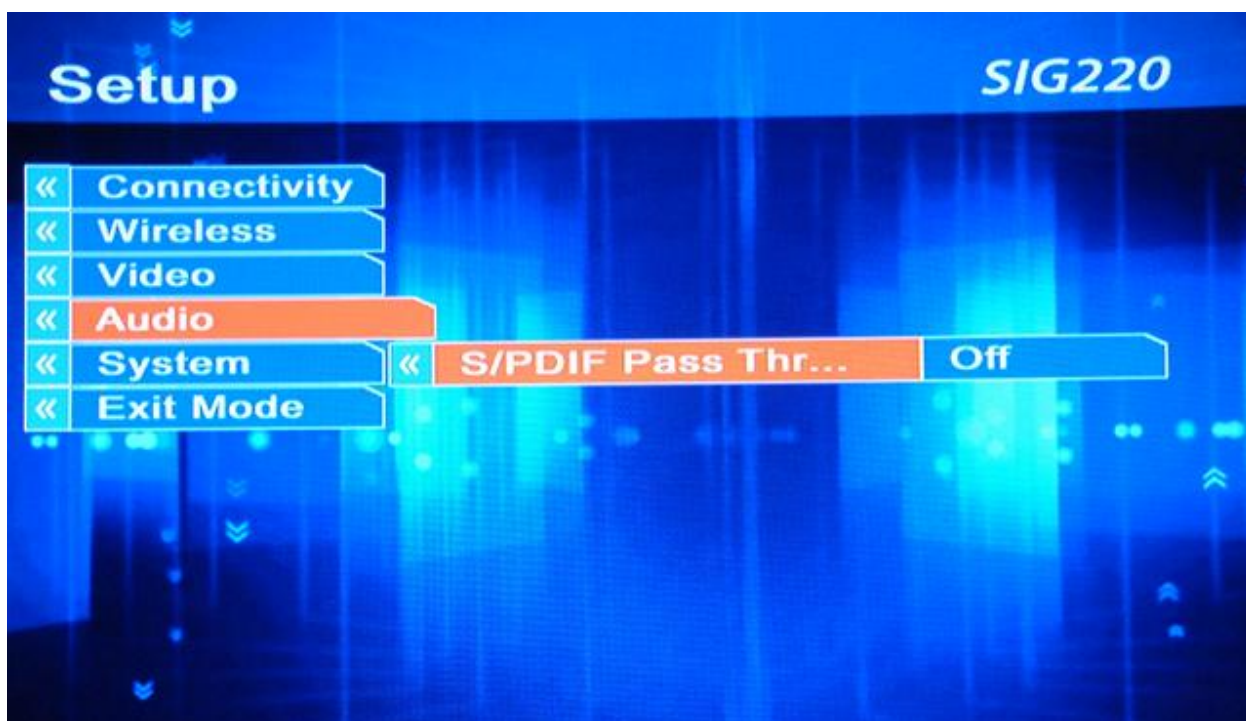 Setup
SIG220
« Connectivity
« Wireless
« Video
« Audio
« System
« S/PDIF Pass Thr... Off
« Exit Mode